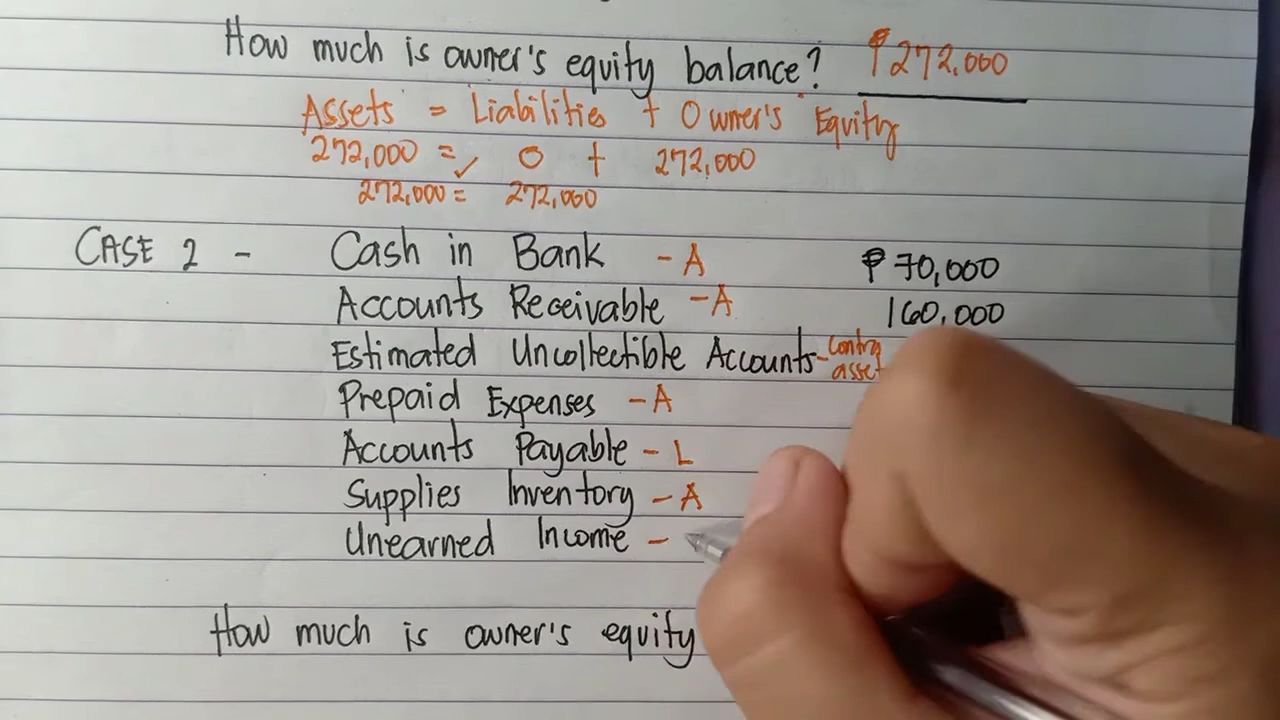 How much is owner's equity balance? ₱272,000
Assets = Liabilities + Owner's Equity
272,000 = ✓ 0 + 272,000
272,000 = 272,000
CASE 2 - Cash in Bank - A ₱70,000
Accounts Receivable - A 160,000
Estimated Uncollectible Accounts - contra asset
Prepaid Expenses - A
Accounts Payable - L
Supplies Inventory - A
Unearned Income -
How much is owner's equity